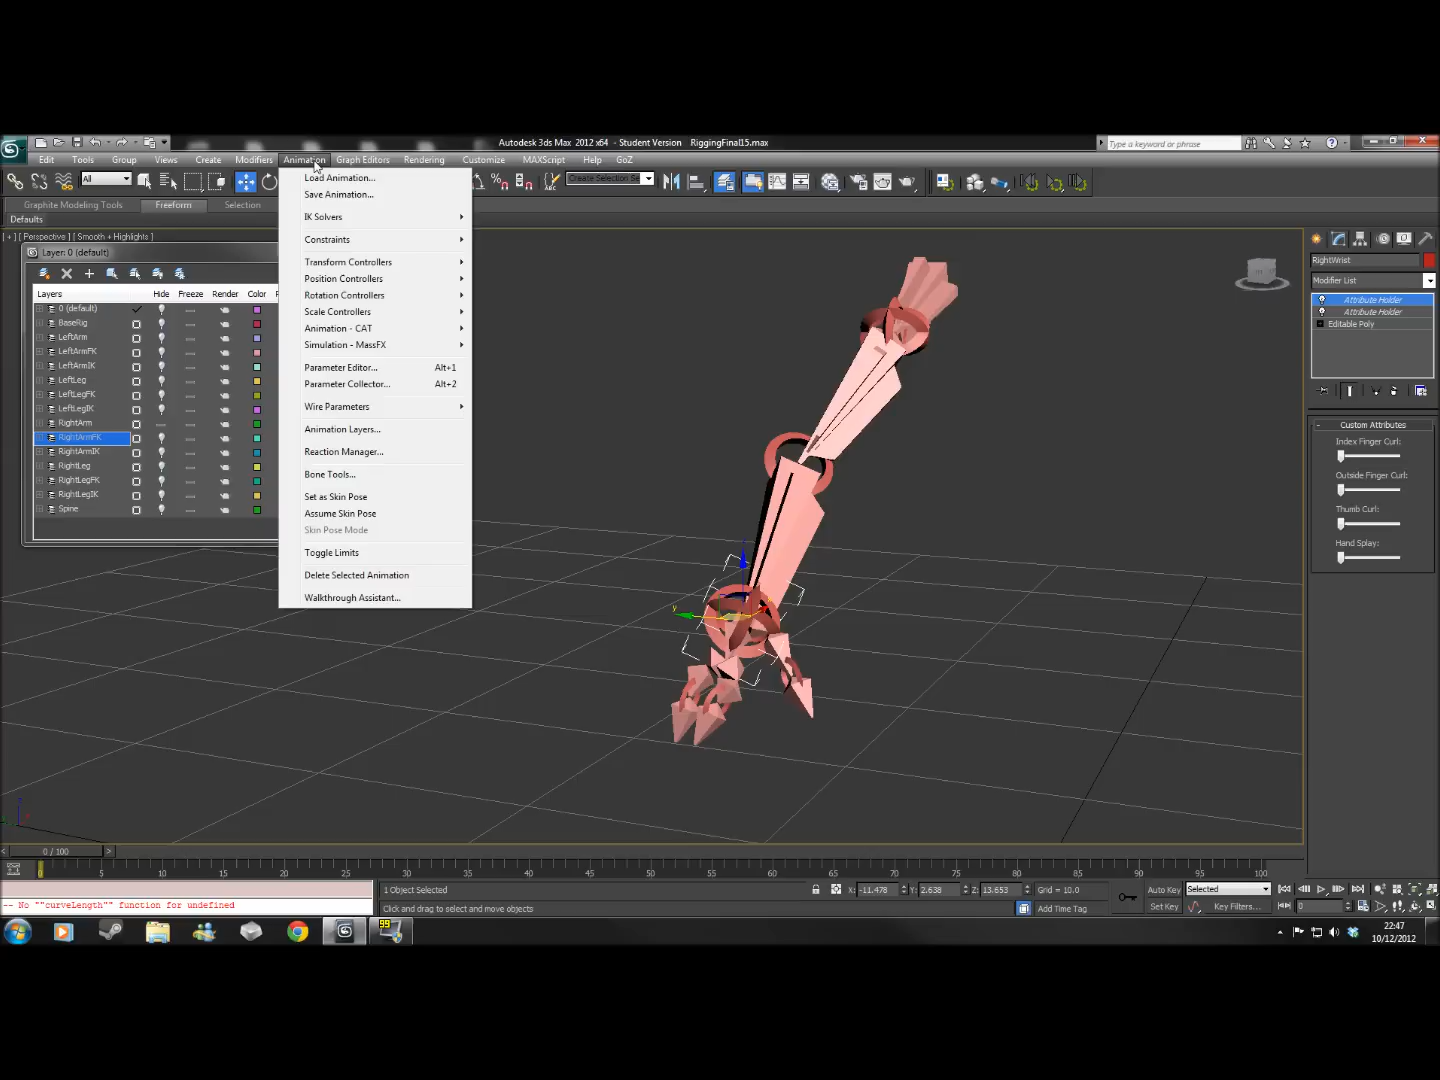 Autodesk 3ds Max 2012 x64 - Student Version RiggingFinal15.max
Type a keyword or phrase
Edit Tools Group Views Create Modifiers Animation Graph Editors Rendering Customize MAXScript Help GoZ
All
Create Selection Se
Graphite Modeling Tools Freeform Selection
Defaults
[ + ] [ Perspective ] [ Smooth + Highlights ]
Layer: 0 (default)
Layers Hide Freeze Render Color
0 (default)
BaseRig
LeftArm
LeftArmFK
LeftArmIK
LeftLeg
LeftLegFK
LeftLegIK
RightArm
RightArmFK
RightArmIK
RightLeg
RightLegFK
RightLegIK
Spine
Load Animation...
Save Animation...
IK Solvers
Constraints
Transform Controllers
Position Controllers
Rotation Controllers
Scale Controllers
Animation - CAT
Simulation - MassFX
Parameter Editor... Alt+1
Parameter Collector... Alt+2
Wire Parameters
Animation Layers...
Reaction Manager...
Bone Tools...
Set as Skin Pose
Assume Skin Pose
Skin Pose Mode
Toggle Limits
Delete Selected Animation
Walkthrough Assistant...
y
RightWrist
Modifier List
Attribute Holder
Attribute Holder
Editable Poly
Custom Attributes
Index Finger Curl:
Outside Finger Curl:
Thumb Curl:
Hand Splay:
0 / 100
0 5 10 15 20 25 30 35 40 45 50 55 60 65 70 75 80 85 90 95 100
1 Object Selected
X: -11.478 Y: 2.638 Z: 13.653 Grid = 10.0
Auto Key Selected
-- No ""curveLength"" function for undefined
Click and drag to select and move objects
Add Time Tag
Set Key Key Filters... 0
99
22:47
10/12/2012